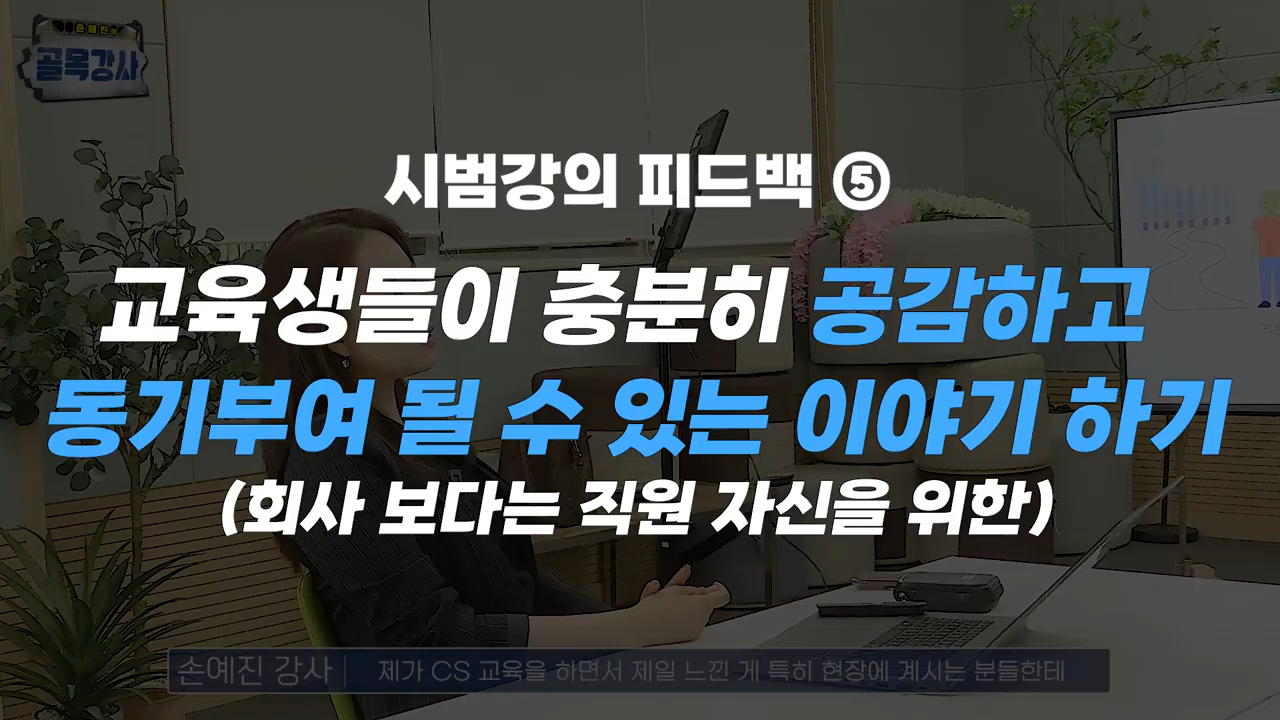 손예진의
골목강사
시범강의 피드백 ⑤
교육생들이 충분히 공감하고
동기부여 될 수 있는 이야기 하기
(회사 보다는 직원 자신을 위한)
손예진 강사 | 제가 CS 교육을 하면서 제일 느낀 게 특히 현장에 계시는 분들한테